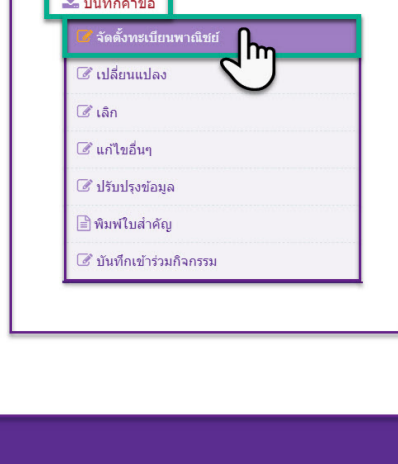 บันทึกคำขอ
จัดตั้งทะเบียนพาณิชย์
เปลี่ยนแปลง
เลิก
แก้ไขอื่นๆ
ปรับปรุงข้อมูล
พิมพ์ใบสำคัญ
บันทึกเข้าร่วมกิจกรรม